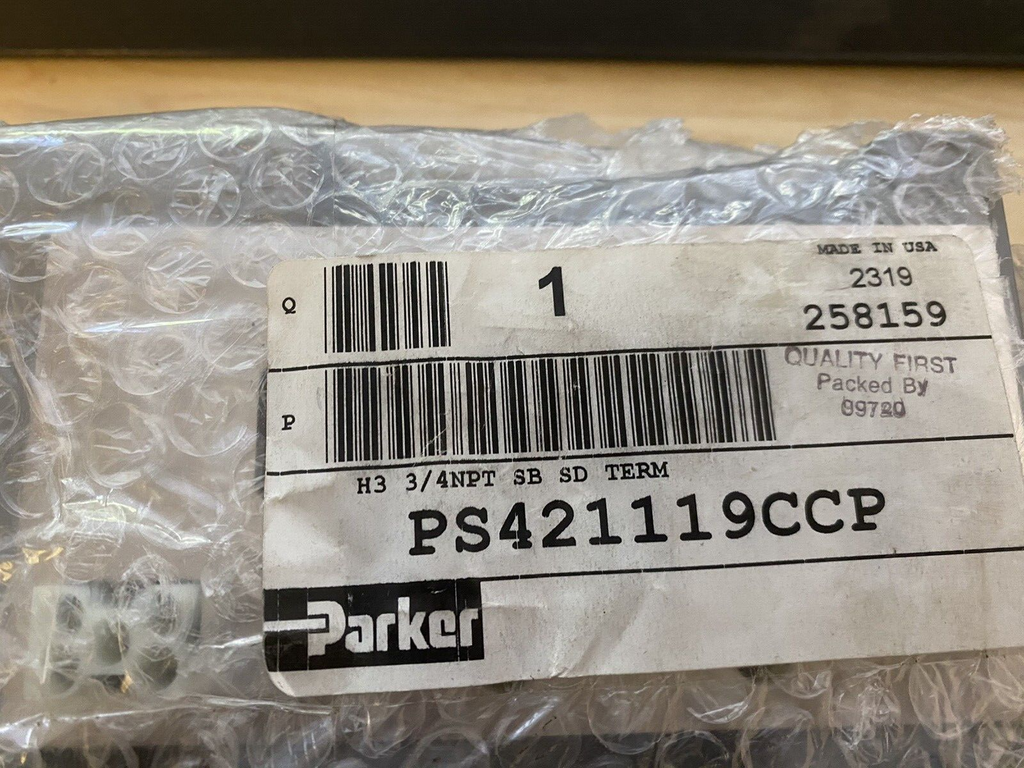 MADE IN USA
Q
1
2319
258159
QUALITY FIRST
Packed By
P
H3 3/4NPT SB SD TERM
PS421119CCP
Parker